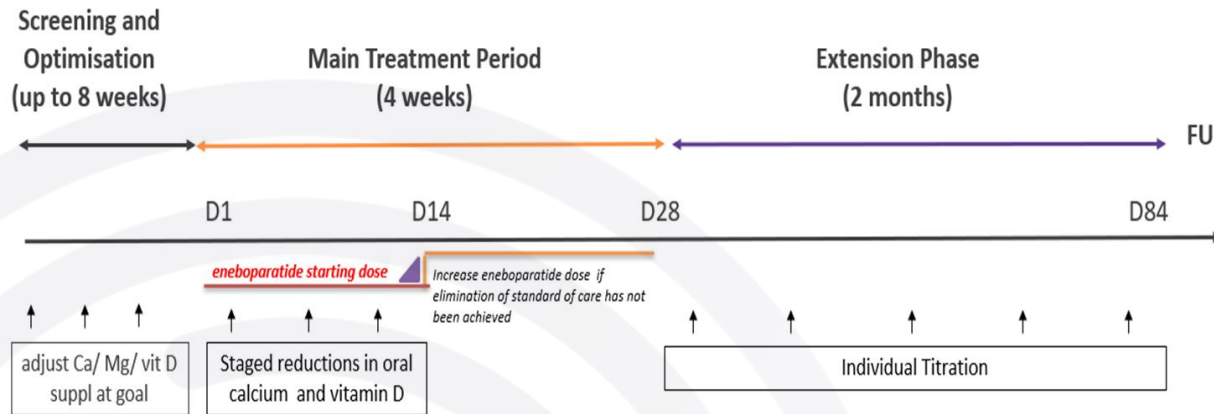 Screening and
Optimisation
(up to 8 weeks)
Main Treatment Period
(4 weeks)
Extension Phase
(2 months)
FU
D1
D14
D28
D84
eneboparatide starting dose
Increase eneboparatide dose if
elimination of standard of care has not
been achieved
adjust Ca/ Mg/ vit D
suppl at goal
Staged reductions in oral
calcium and vitamin D
Individual Titration